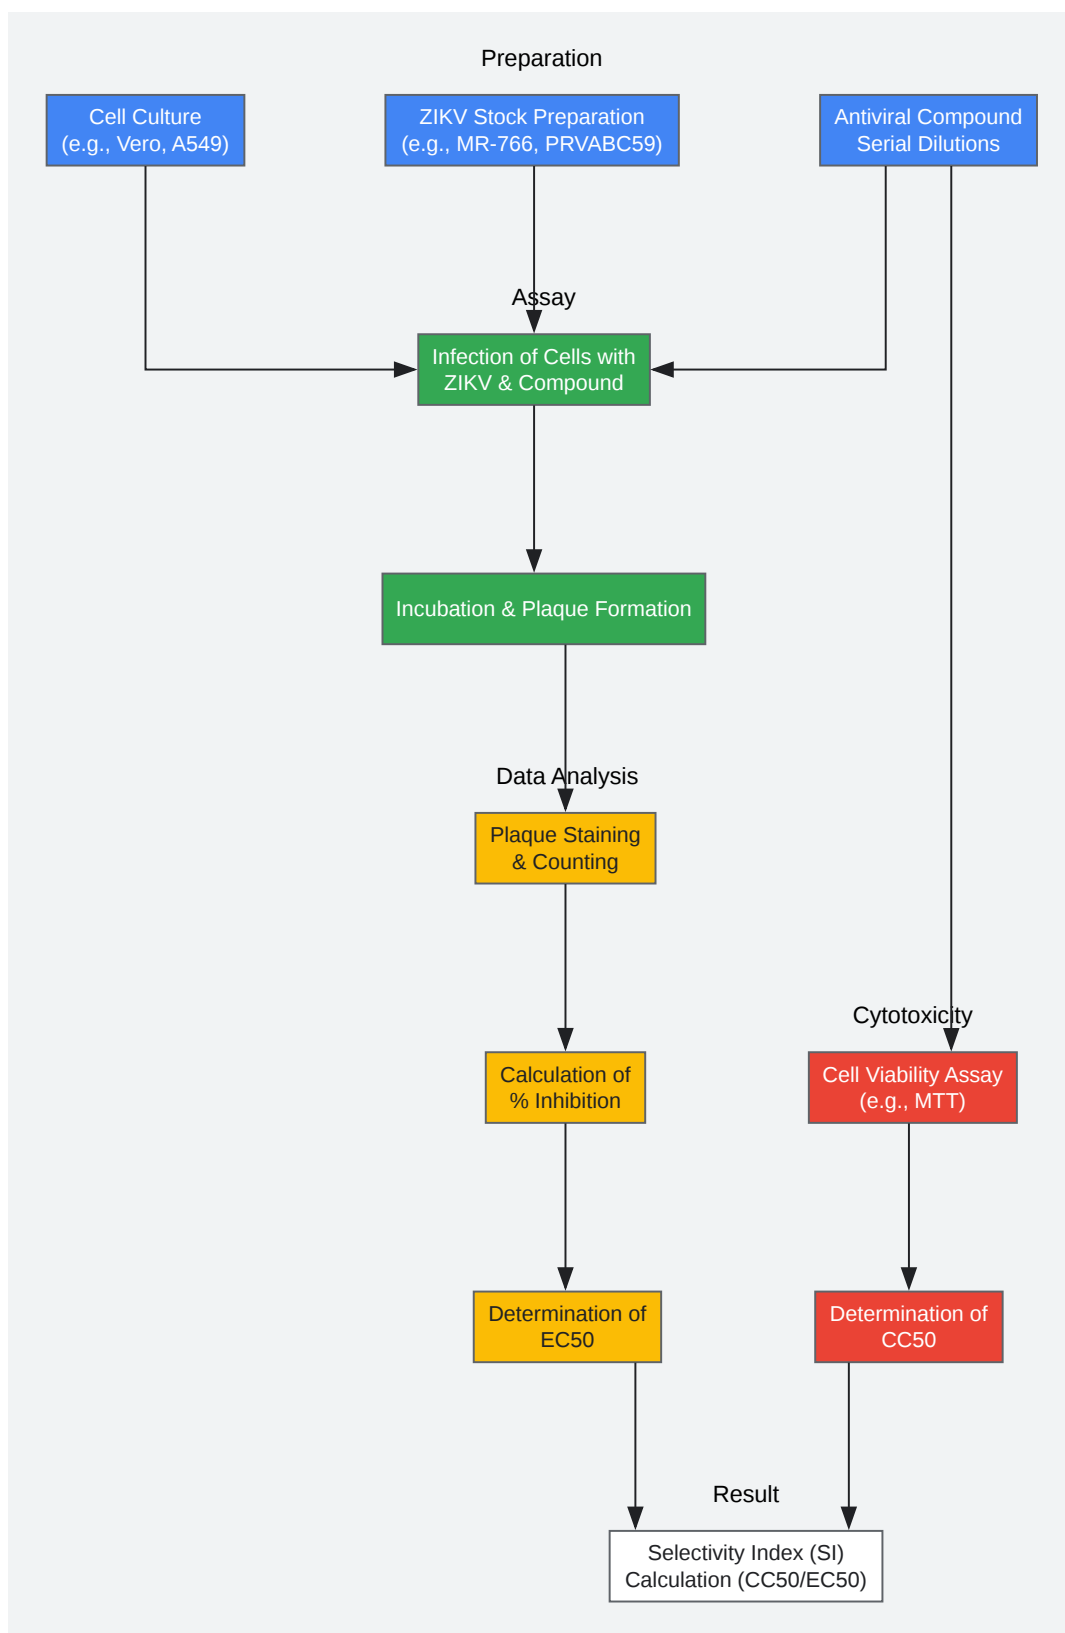 Preparation
Cell Culture
(e.g., Vero, A549)
ZIKV Stock Preparation
(e.g., MR-766, PRVABC59)
Antiviral Compound
Serial Dilutions
Assay
Infection of Cells with
ZIKV & Compound
Incubation & Plaque Formation
Data Analysis
Plaque Staining
& Counting
Calculation of
% Inhibition
Cytotoxicity
Cell Viability Assay
(e.g., MTT)
Determination of
EC50
Determination of
CC50
Result
Selectivity Index (SI)
Calculation (CC50/EC50)